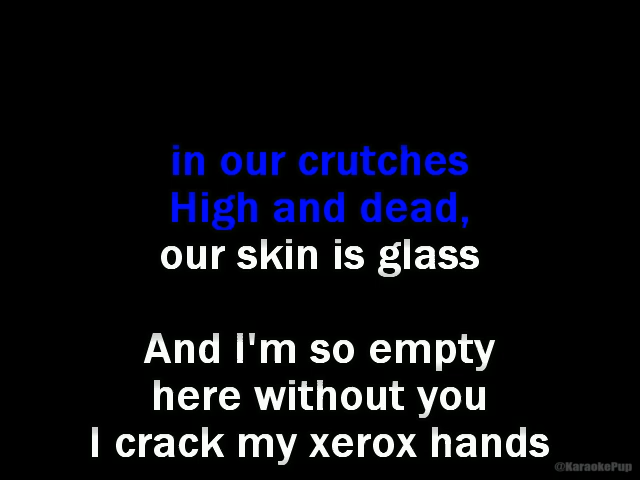 in our crutches
High and dead,
our skin is glass
And I'm so empty
here without you
I crack my xerox hands
@KaraokePup